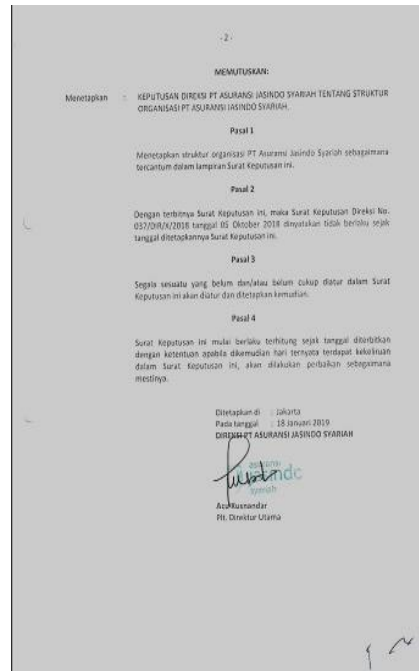 -2-
MEMUTUSKAN:
Menetapkan : KEPUTUSAN DIREKSI PT ASURANSI JASINDO SYARIAH TENTANG STRUKTUR
ORGANISASI PT ASURANSI JASINDO SYARIAH.
Pasal 1
Menetapkan struktur organisasi PT Asuransi Jasindo Syariah sebagaimana
tercantum dalam lampiran Surat Keputusan ini.
Pasal 2
Dengan terbitnya Surat Keputusan ini, maka Surat Keputusan Direksi No.
037/DIR/X/2018 tanggal 05 Oktober 2018 dinyatakan tidak berlaku sejak
tanggal ditetapkannya Surat Keputusan ini.
Pasal 3
Segala sesuatu yang belum dan/atau belum cukup diatur dalam Surat
Keputusan ini akan diatur dan ditetapkan kemudian.
Pasal 4
Surat Keputusan ini mulai berlaku terhitung sejak tanggal diterbitkan
dengan ketentuan apabila dikemudian hari ternyata terdapat kekeliruan
dalam Surat Keputusan ini, akan dilakukan perbaikan sebagaimana
mestinya.
Ditetapkan di : Jakarta
Pada tanggal : 18 Januari 2019
DIREKSI PT ASURANSI JASINDO SYARIAH
asuransi
jasindo
syariah
Acu Kusnandar
Plt. Direktur Utama